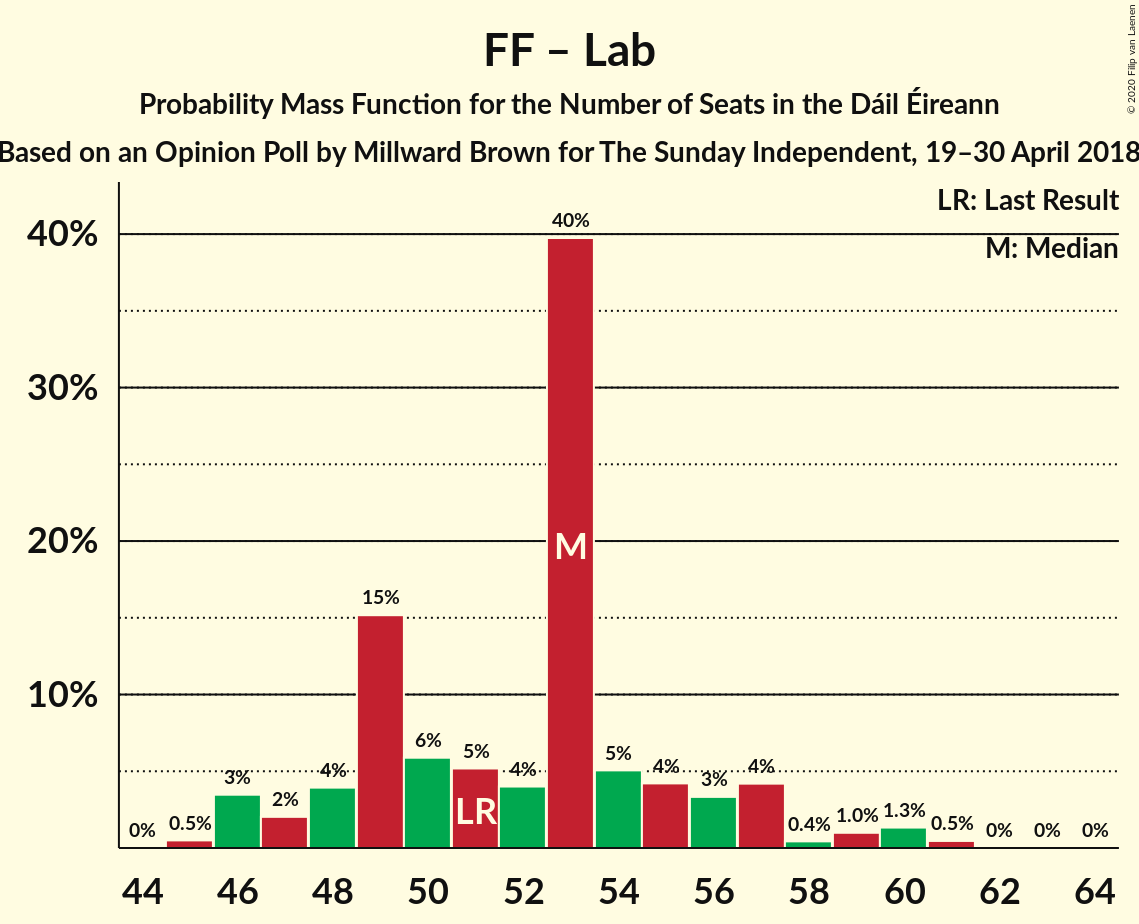 FF – Lab
Probability Mass Function for the Number of Seats in the Dáil Éireann
Based on an Opinion Poll by Millward Brown for The Sunday Independent, 19–30 April 2018
© 2020 Filip van Laenen
LR: Last Result
M: Median
40%
30%
20%
10%
0%
0.5%
3%
2%
4%
15%
6%
5%
4%
40%
5%
4%
3%
4%
0.4%
1.0%
1.3%
0.5%
0%
0%
0%
LR
M
44 46 48 50 52 54 56 58 60 62 64